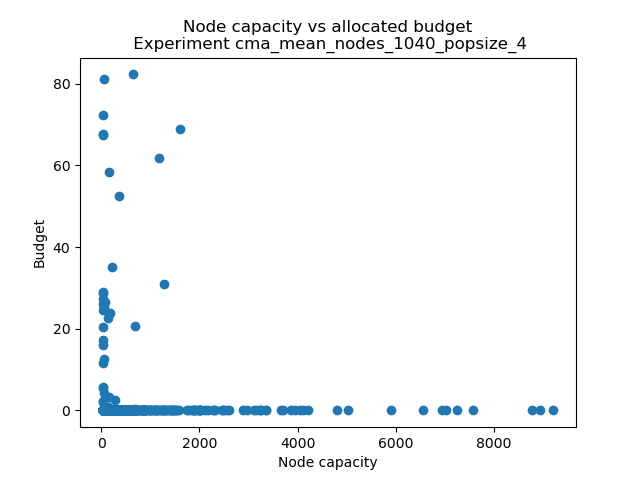 Node capacity vs allocated budget
Experiment cma_mean_nodes_1040_popsize_4
80
60
40
20
0
Budget
0 2000 4000 6000 8000
Node capacity